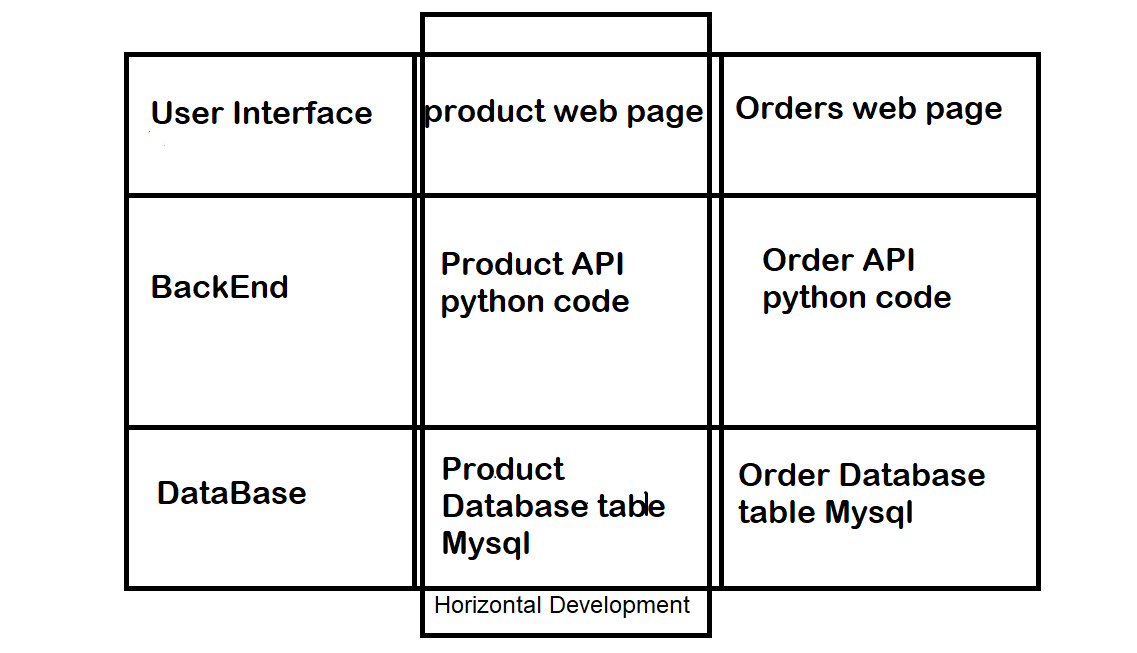 User Interface
product web page
Orders web page
BackEnd
Product API
python code
Order API
python code
DataBase
Product
Database table
Mysql
Order Database
table Mysql
Horizontal Development